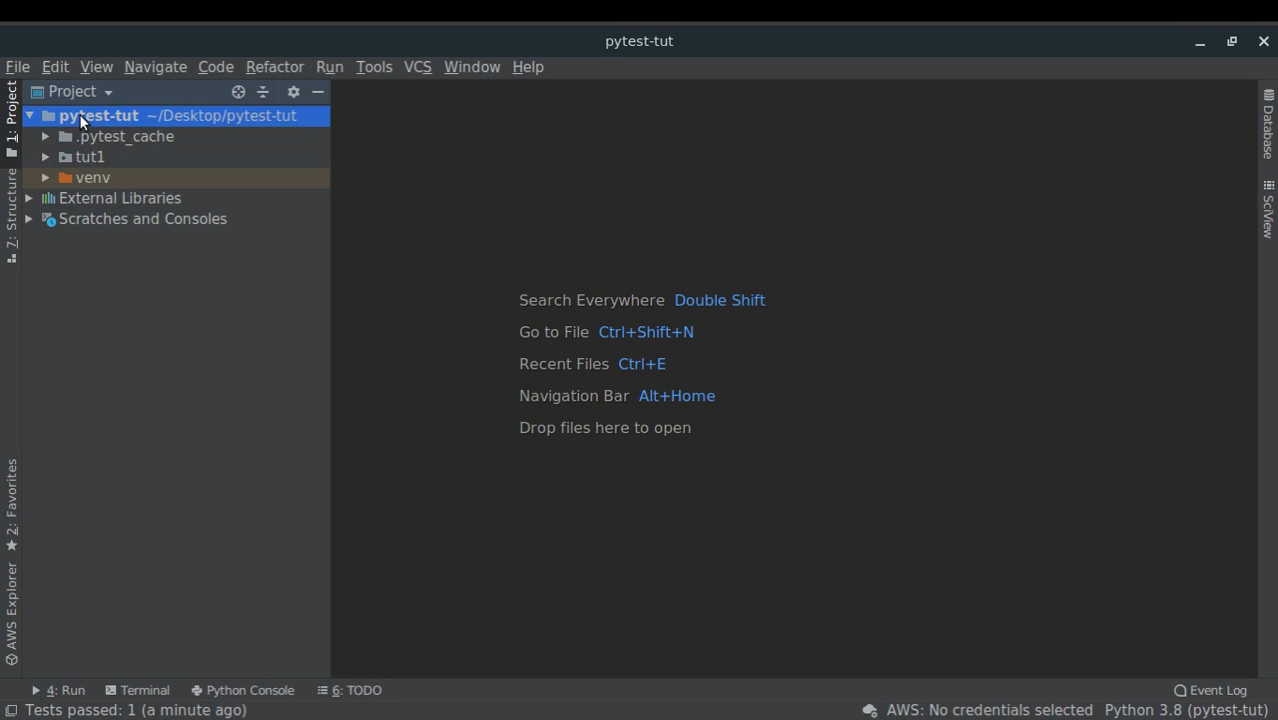 pytest-tut
File Edit View Navigate Code Refactor Run Tools VCS Window Help
Project
pytest-tut ~/Desktop/pytest-tut
.pytest_cache
tut1
venv
External Libraries
Scratches and Consoles
1: Project
7: Structure
2: Favorites
AWS Explorer
Search Everywhere Double Shift
Go to File Ctrl+Shift+N
Recent Files Ctrl+E
Navigation Bar Alt+Home
Drop files here to open
Database
SciView
4: Run Terminal Python Console 6: TODO Event Log
Tests passed: 1 (a minute ago) AWS: No credentials selected Python 3.8 (pytest-tut)